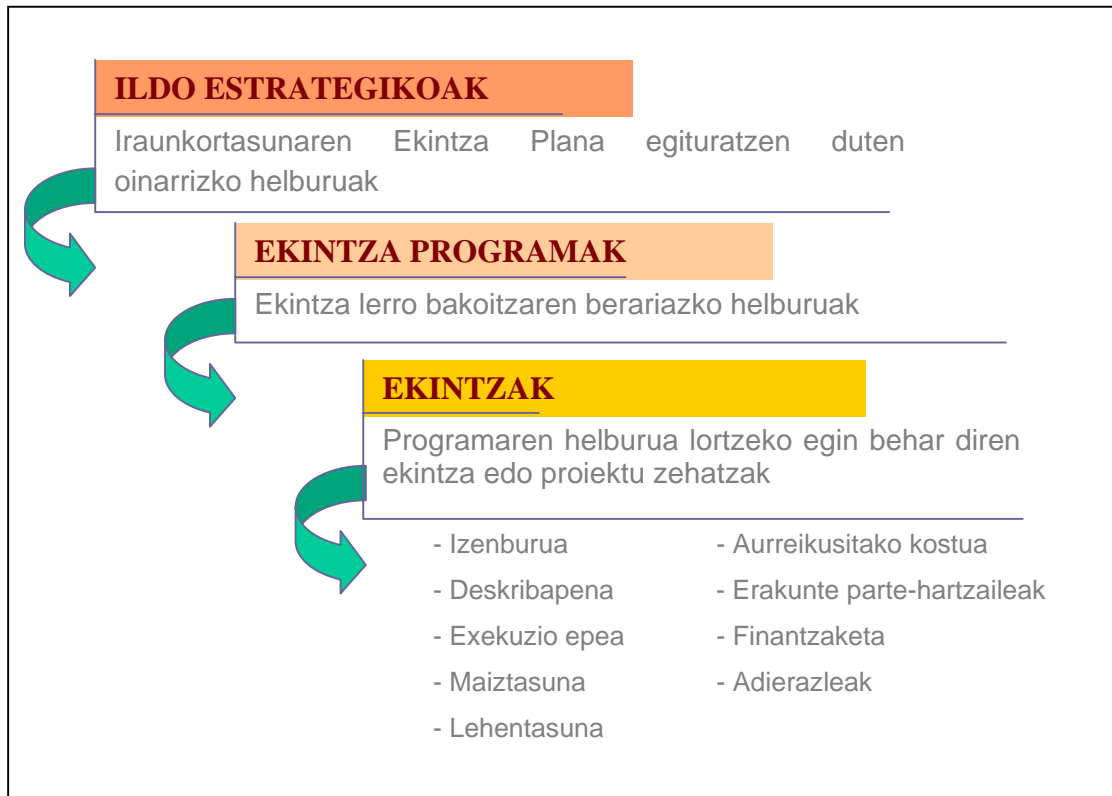 ILDO ESTRATEGIKOAK
Iraunkortasunaren Ekintza Plana egituratzen duten
oinarrizko helburuak
EKINTZA PROGRAMAK
Ekintza lerro bakoitzaren berariazko helburuak
EKINTZAK
Programaren helburua lortzeko egin behar diren
ekintza edo proiektu zehatzak
- Izenburua
- Deskribapena
- Exekuzio epea
- Maiztasuna
- Lehentasuna
- Aurreikusitako kostua
- Erakunte parte-hartzaileak
- Finantzaketa
- Adierazleak